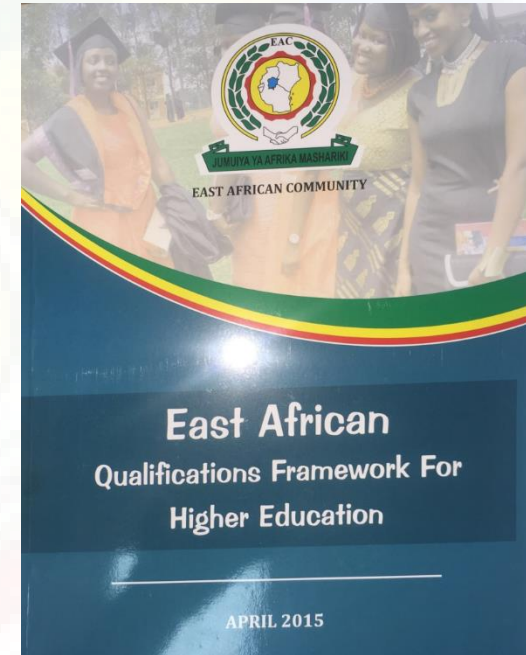 EAC
JUMUIYA YA AFRIKA MASHARIKI
EAST AFRICAN COMMUNITY
East African
Qualifications Framework For
Higher Education
APRIL 2015